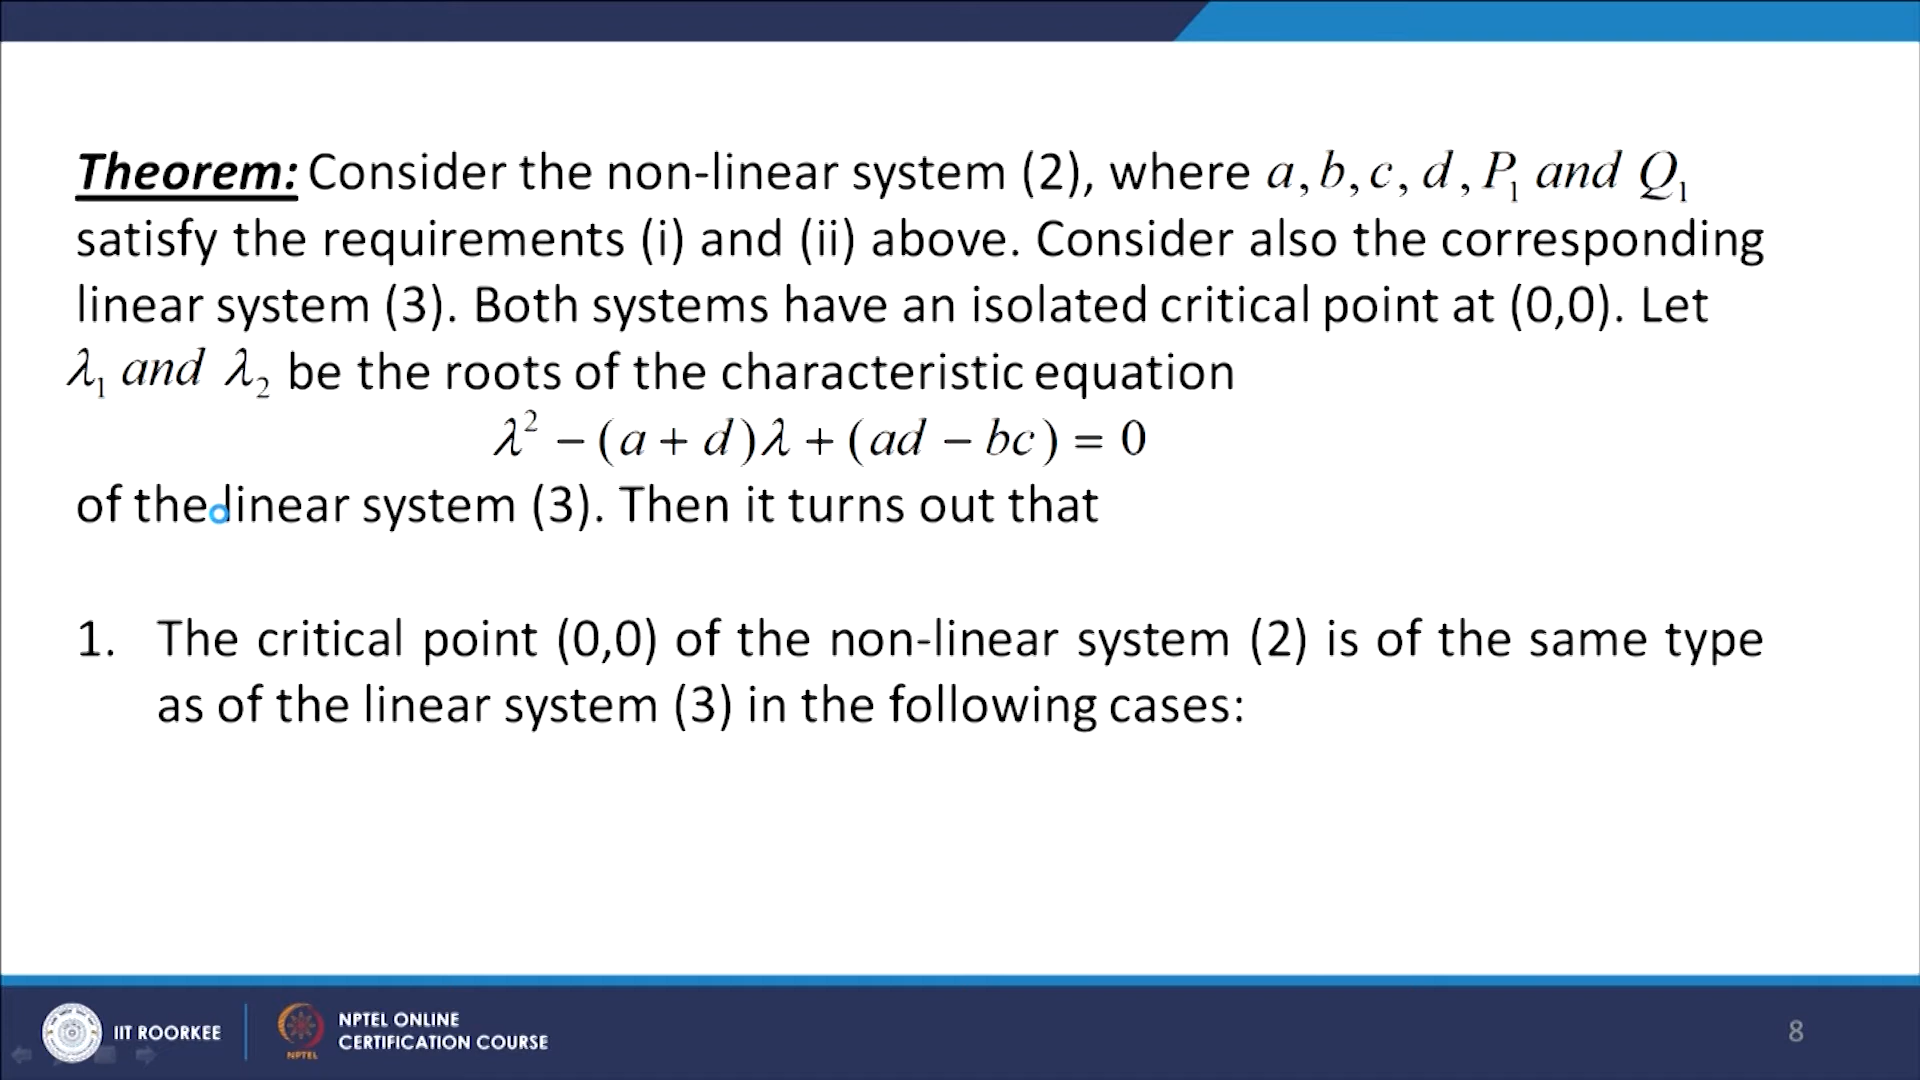 Theorem: Consider the non-linear system (2), where a, b, c, d, P₁ and Q₁
satisfy the requirements (i) and (ii) above. Consider also the corresponding
linear system (3). Both systems have an isolated critical point at (0,0). Let
λ₁ and λ₂ be the roots of the characteristic equation
λ² − (a + d)λ + (ad − bc) = 0
of the linear system (3). Then it turns out that
1. The critical point (0,0) of the non-linear system (2) is of the same type
as of the linear system (3) in the following cases:
IIT ROORKEE
NPTEL
NPTEL ONLINE
CERTIFICATION COURSE
8